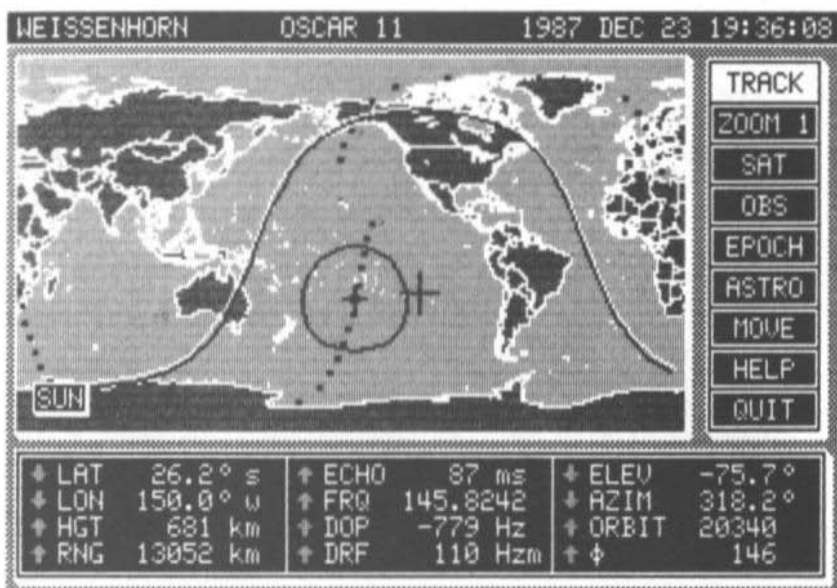 WEISSENHORN OSCAR 11 1987 DEC 23 19:36:08
TRACK
ZOOM 1
SAT
OBS
EPOCH
ASTRO
MOVE
HELP
QUIT
SUN
LAT 26.2° s
LON 150.0° w
HGT 681 km
RNG 13052 km
ECHO 87 ms
FRQ 145.8242
DOP -779 Hz
DRF 110 Hzm
ELEV -75.7°
AZIM 318.2°
ORBIT 20340
φ 146